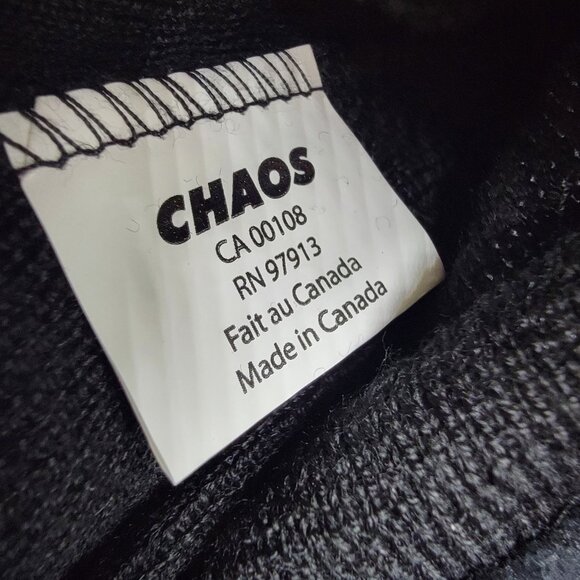 CHAOS
CA 00108
RN 97913
Fait au Canada
Made in Canada